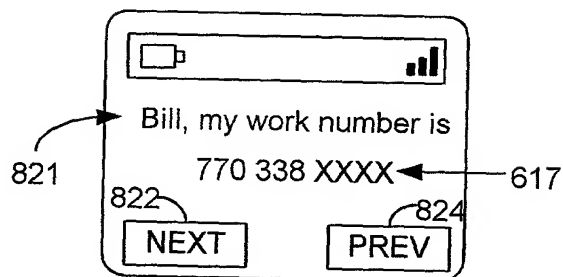 Bill, my work number is
821
770 338 XXXX
617
822
824
NEXT PREV